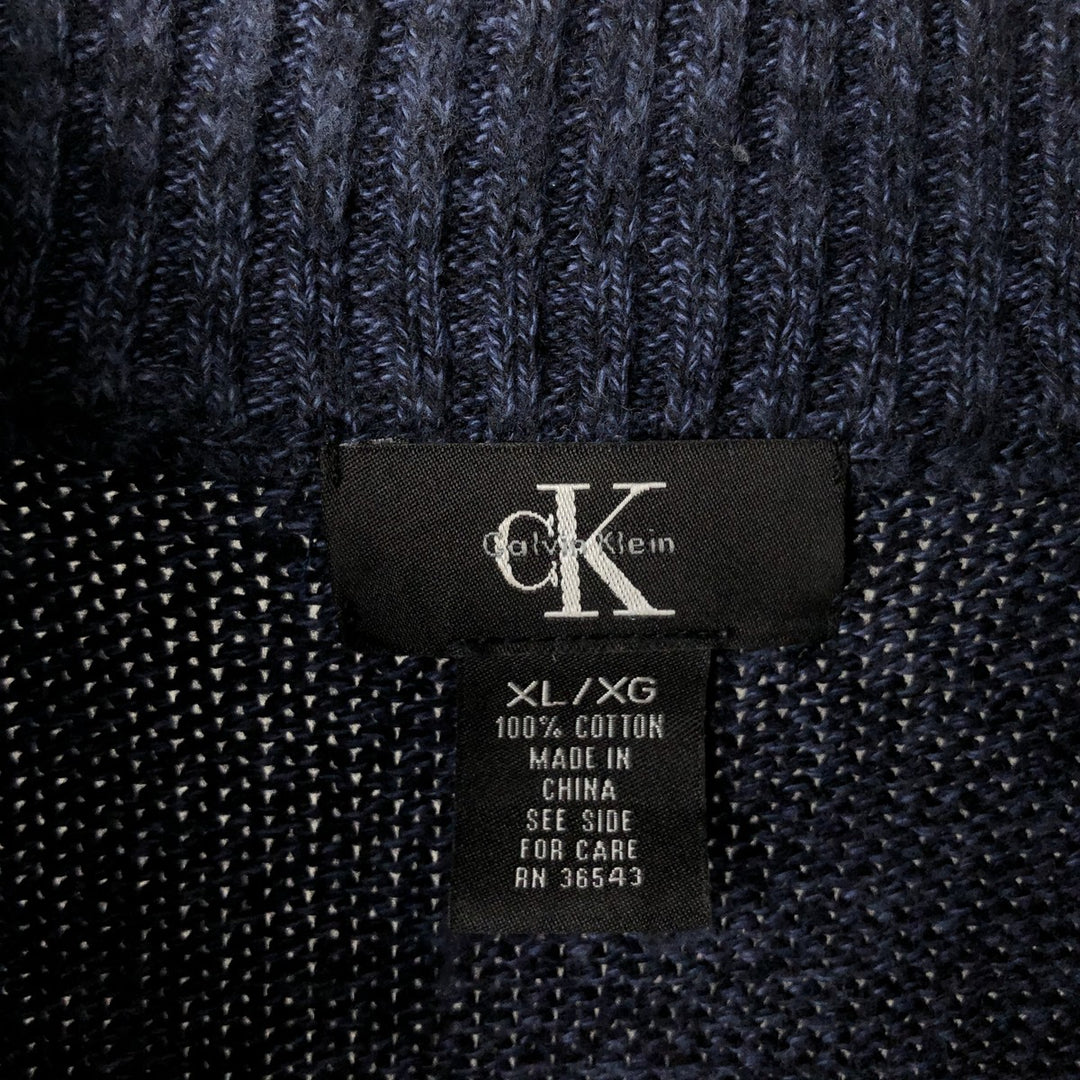 cK
Calvin Klein
XL/XG
100% COTTON
MADE IN
CHINA
SEE SIDE
FOR CARE
RN 36543